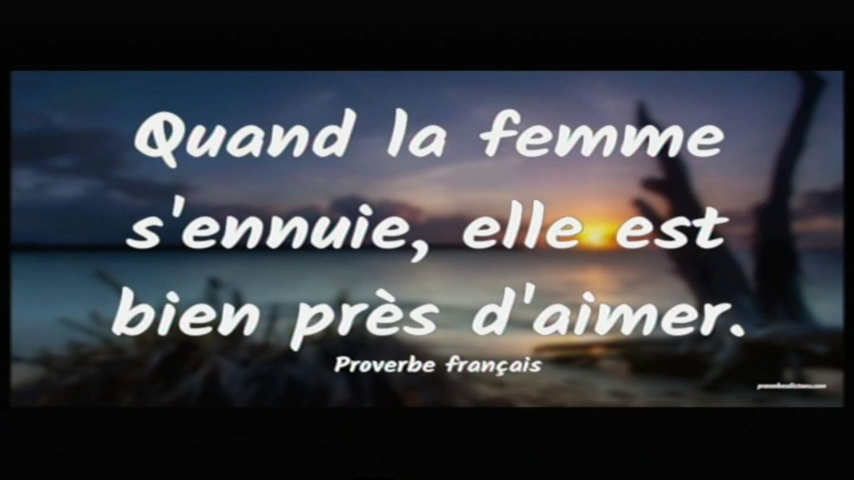 Quand la femme
s'ennuie, elle est
bien près d'aimer.
Proverbe français